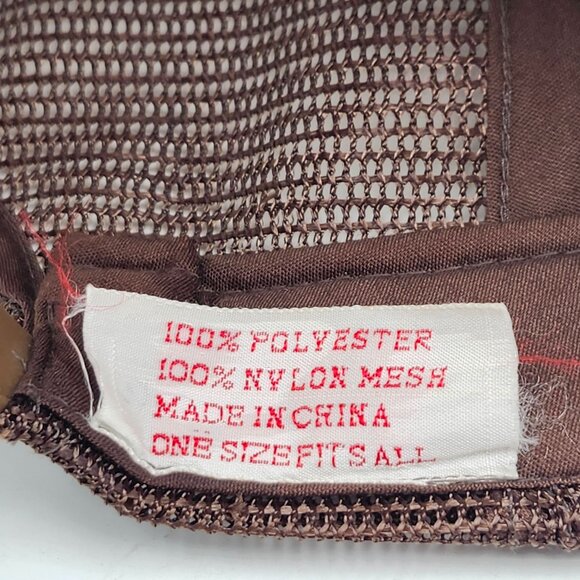 100% POLYESTER
100% NYLON MESH
MADE IN CHINA
ONE SIZE FITS ALL